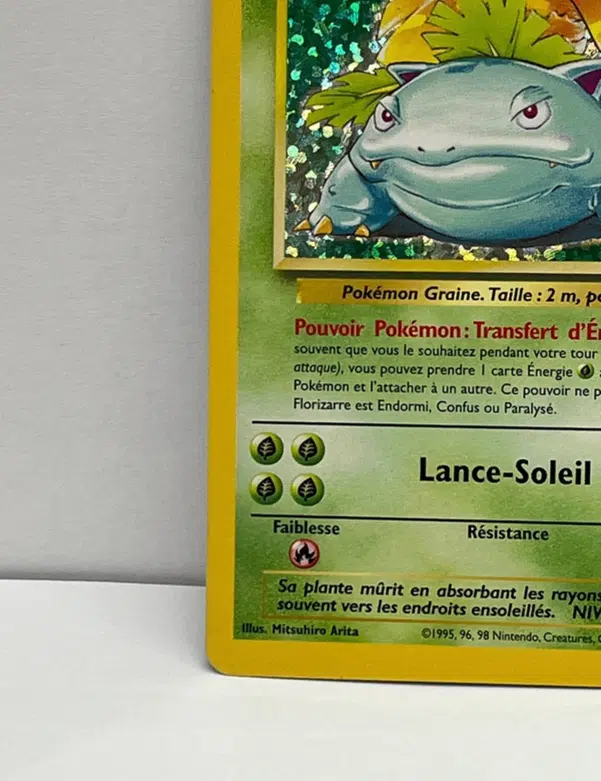 Pokémon Graine. Taille : 2 m,
Pouvoir Pokémon : Transfert
souvent que vous le souhaitez pendant votre tour
attaque), vous pouvez prendre 1 carte Énergie
Pokémon et l'attacher à un autre. Ce pouvoir ne
Florizarre est Endormi, Confus ou Paralysé.
Lance-Soleil
Faiblesse Résistance
Sa plante mûrit en absorbant les rayons
souvent vers les endroits ensoleillés.
Illus. Mitsuhiro Arita ©1995, 96, 98 Nintendo, Creatures,